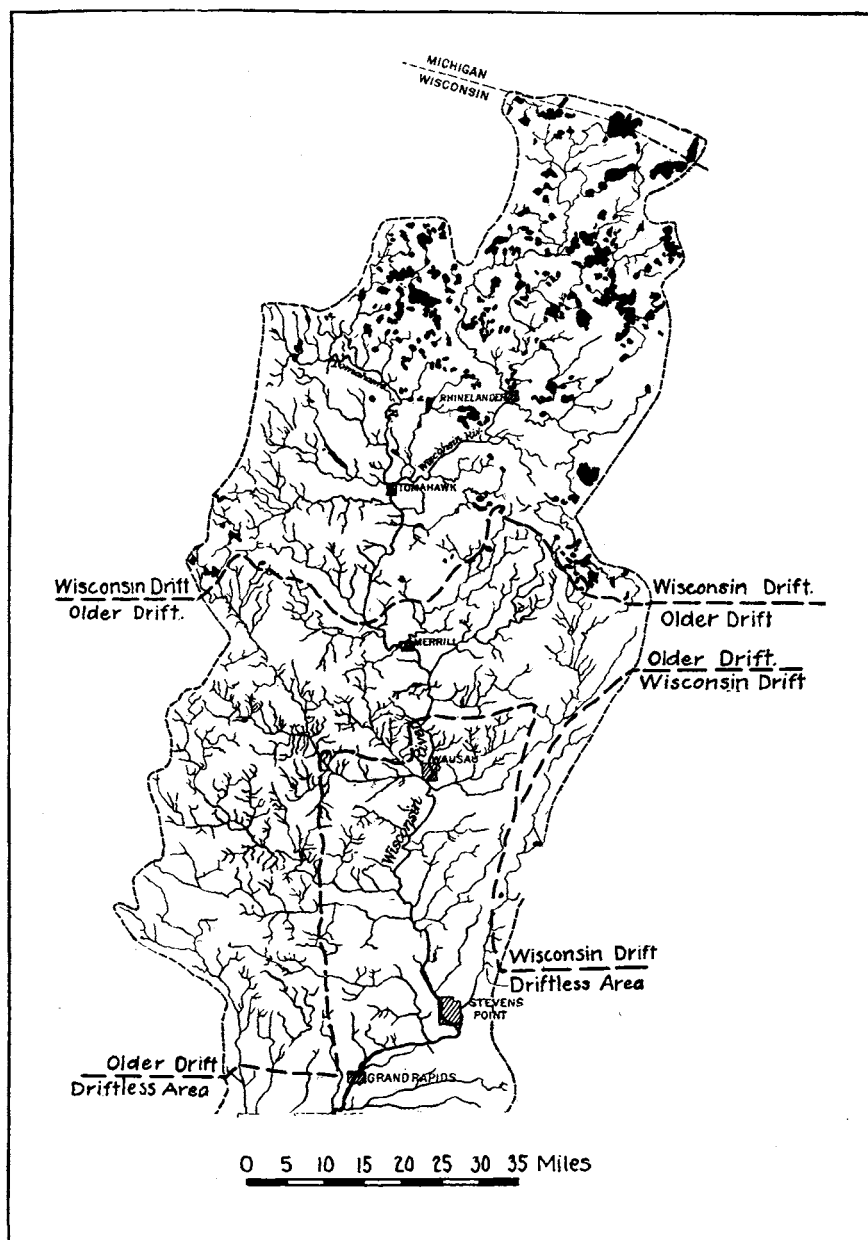 MICHIGAN
WISCONSIN
RHINELANDER
Wisconsin Riv.
TOMAHAWK
Wisconsin Drift
Older Drift.
Wisconsin Drift.
Older Drift
MERRILL
Older Drift.
Wisconsin Drift
WAUSAU
Wisconsin
Wisconsin Drift
Driftless Area
STEVENS
POINT
Older Drift
Driftless Area
GRAND RAPIDS
0 5 10 15 20 25 30 35 Miles